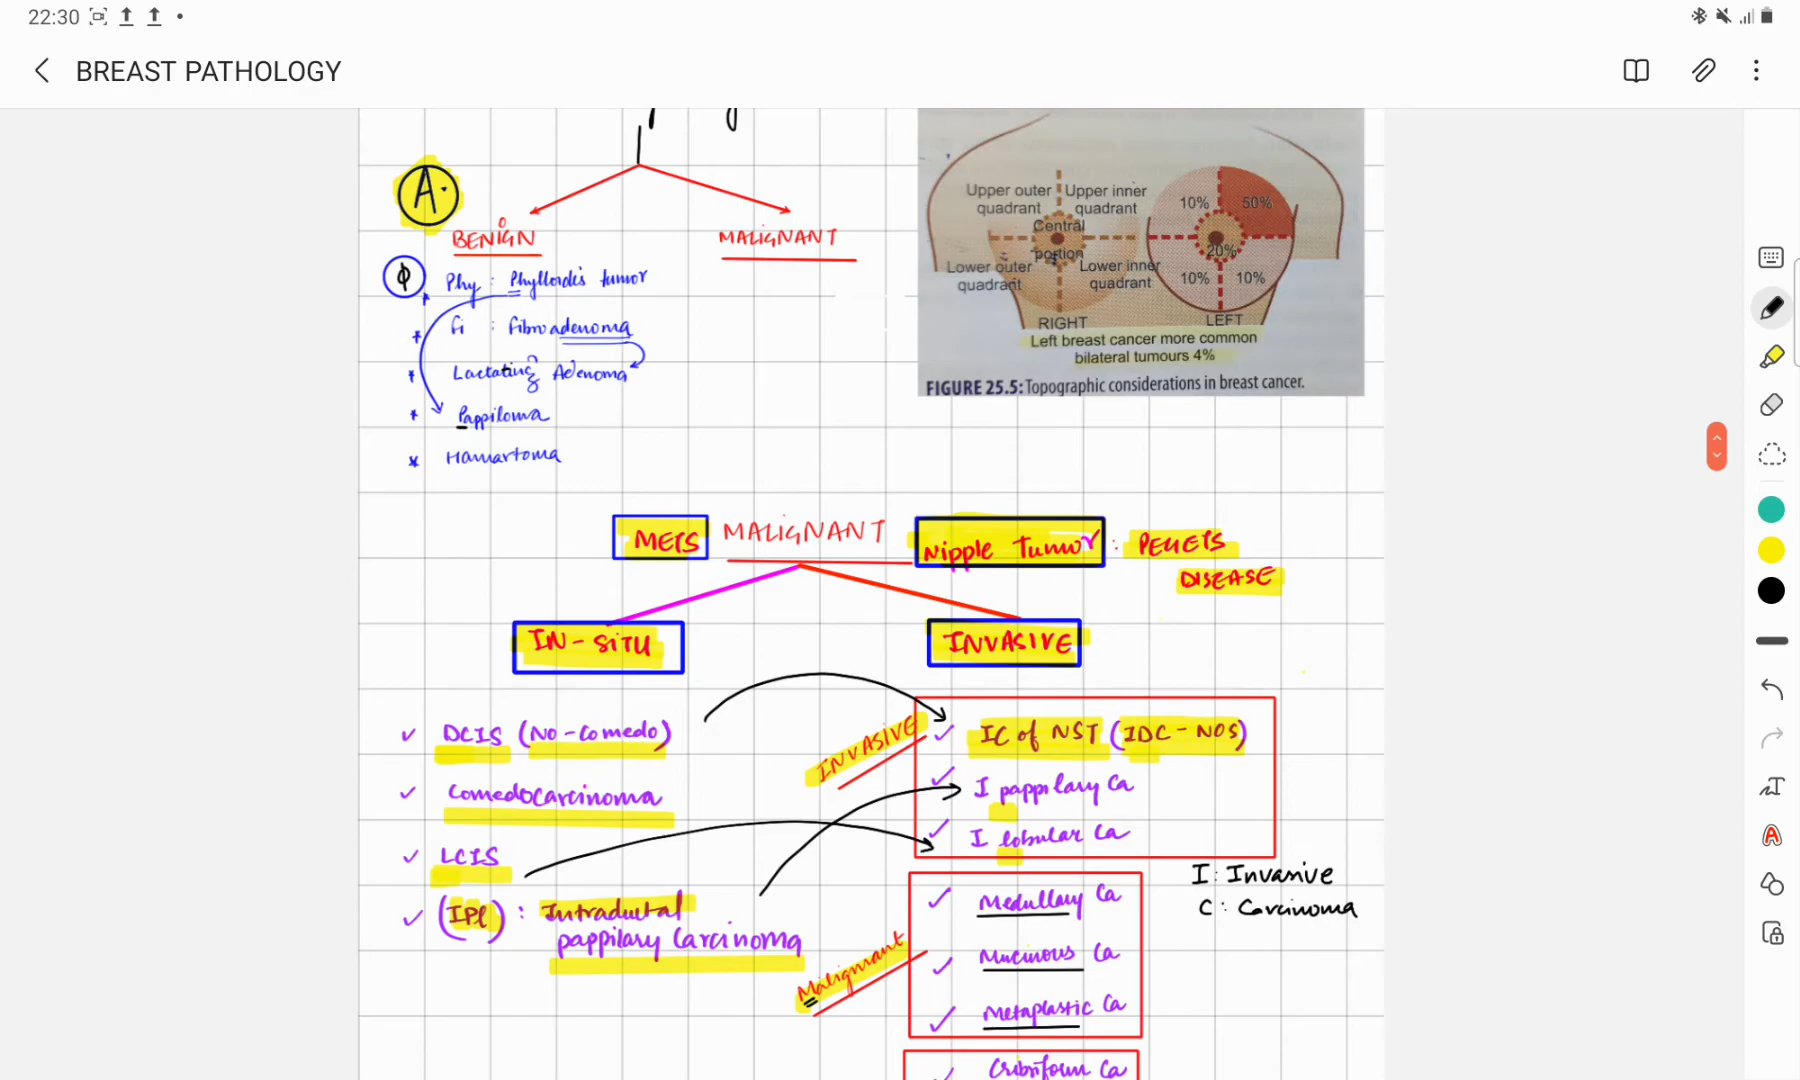 22:30
BREAST PATHOLOGY
A.
BENIGN
MALIGNANT
Phy : Phylloides tumor
* fi : fibroadenoma
* Lactating Adenoma
* Pappiloma
* Hamartoma
Upper outer quadrant
Upper inner quadrant
Central portion
Lower outer quadrant
Lower inner quadrant
10%
50%
20%
10%
10%
RIGHT
LEFT
Left breast cancer more common
bilateral tumours 4%
FIGURE 25.5: Topographic considerations in breast cancer.
MALIGNANT
Nipple Tumor :
DISEASE
IN-SITU
INVASIVE
✓ DCIS (No-comedo)
✓ Comedocarcinoma
✓ LCIS
✓ (IPC) : Intraductal
pappilary Carcinoma
INVASIVE
✓ IC of NST (IDC-NOS)
✓ I pappilary Ca
✓ I lobular Ca
I : Invasive
C : Carcinoma
Malignant
✓ Medullary Ca
✓ Mucinous Ca
✓ Metaplastic Ca
✓ Cribriform Ca